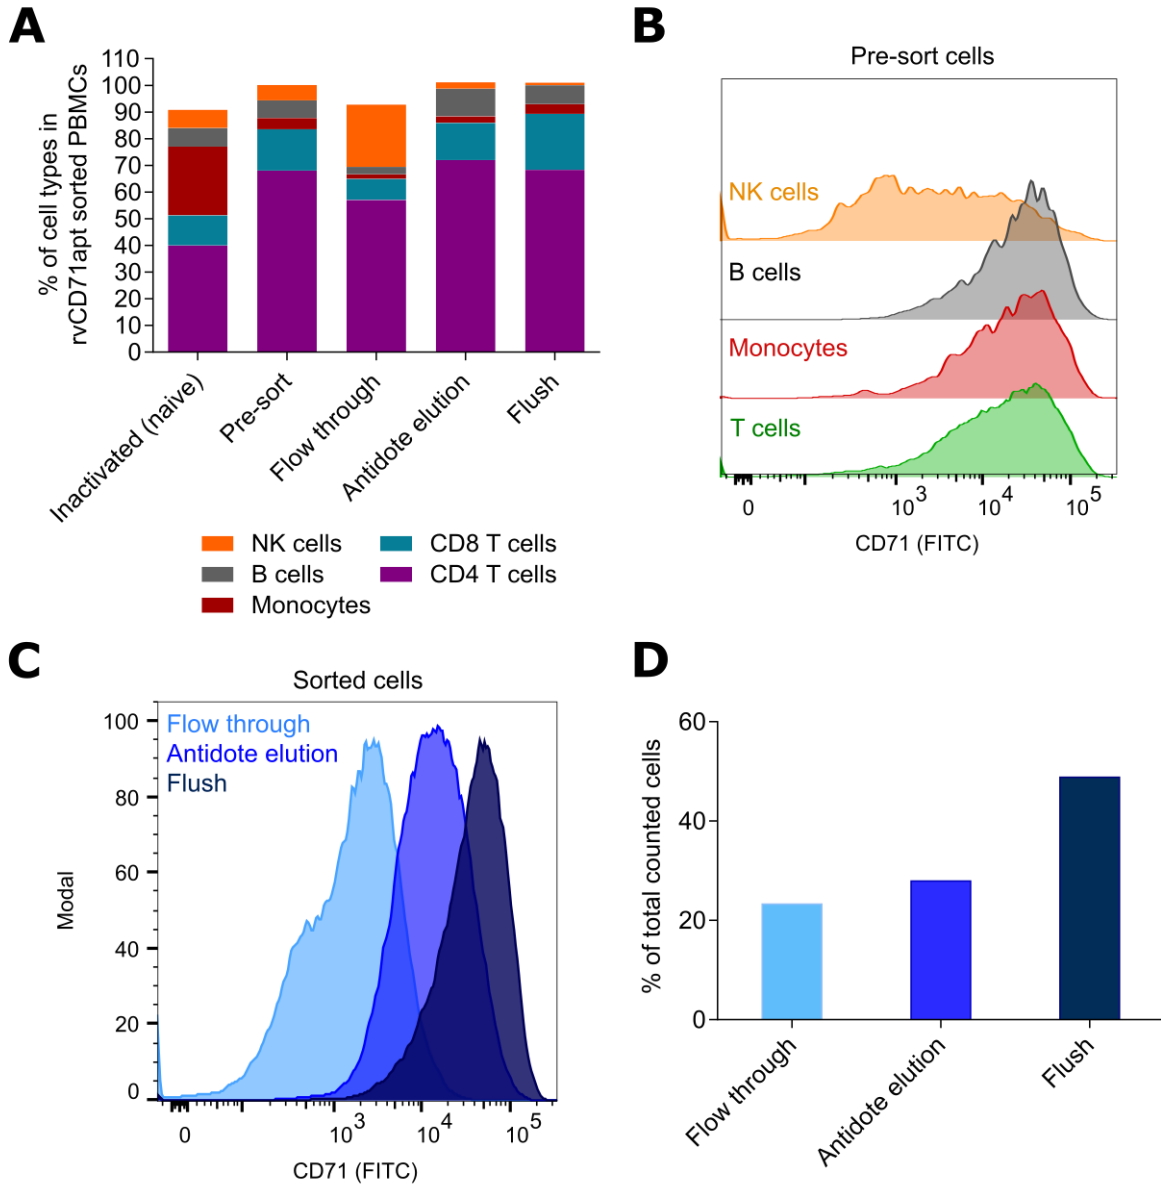 A
% of cell types in
rvCD71apt sorted PBMCs
110
100
90
80
70
60
50
40
30
20
10
0
Inactivated (naive)
Pre-sort
Flow through
Antidote elution
Flush
NK cells
CD8 T cells
B cells
CD4 T cells
Monocytes
B
Pre-sort cells
NK cells
B cells
Monocytes
T cells
0
10³
10⁴
10⁵
CD71 (FITC)
C
Sorted cells
Flow through
Antidote elution
Flush
Modal
100
80
60
40
20
0
0
10³
10⁴
10⁵
CD71 (FITC)
D
% of total counted cells
60
40
20
0
Flow through
Antidote elution
Flush